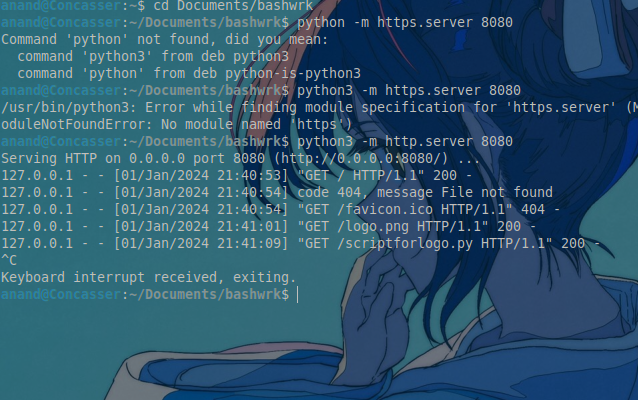 anand@Concasser:~$ cd Documents/bashwrk
anand@Concasser:~/Documents/bashwrk$ python -m https.server 8080
Command 'python' not found, did you mean:
  command 'python3' from deb python3
  command 'python' from deb python-is-python3
anand@Concasser:~/Documents/bashwrk$ python3 -m https.server 8080
/usr/bin/python3: Error while finding module specification for 'https.server' (M
oduleNotFoundError: No module named 'https')
anand@Concasser:~/Documents/bashwrk$ python3 -m http.server 8080
Serving HTTP on 0.0.0.0 port 8080 (http://0.0.0.0:8080/) ...
127.0.0.1 - - [01/Jan/2024 21:40:53] "GET / HTTP/1.1" 200 -
127.0.0.1 - - [01/Jan/2024 21:40:54] code 404, message File not found
127.0.0.1 - - [01/Jan/2024 21:40:54] "GET /favicon.ico HTTP/1.1" 404 -
127.0.0.1 - - [01/Jan/2024 21:41:01] "GET /logo.png HTTP/1.1" 200 -
127.0.0.1 - - [01/Jan/2024 21:41:09] "GET /scriptforlogo.py HTTP/1.1" 200 -
^C
Keyboard interrupt received, exiting.
anand@Concasser:~/Documents/bashwrk$